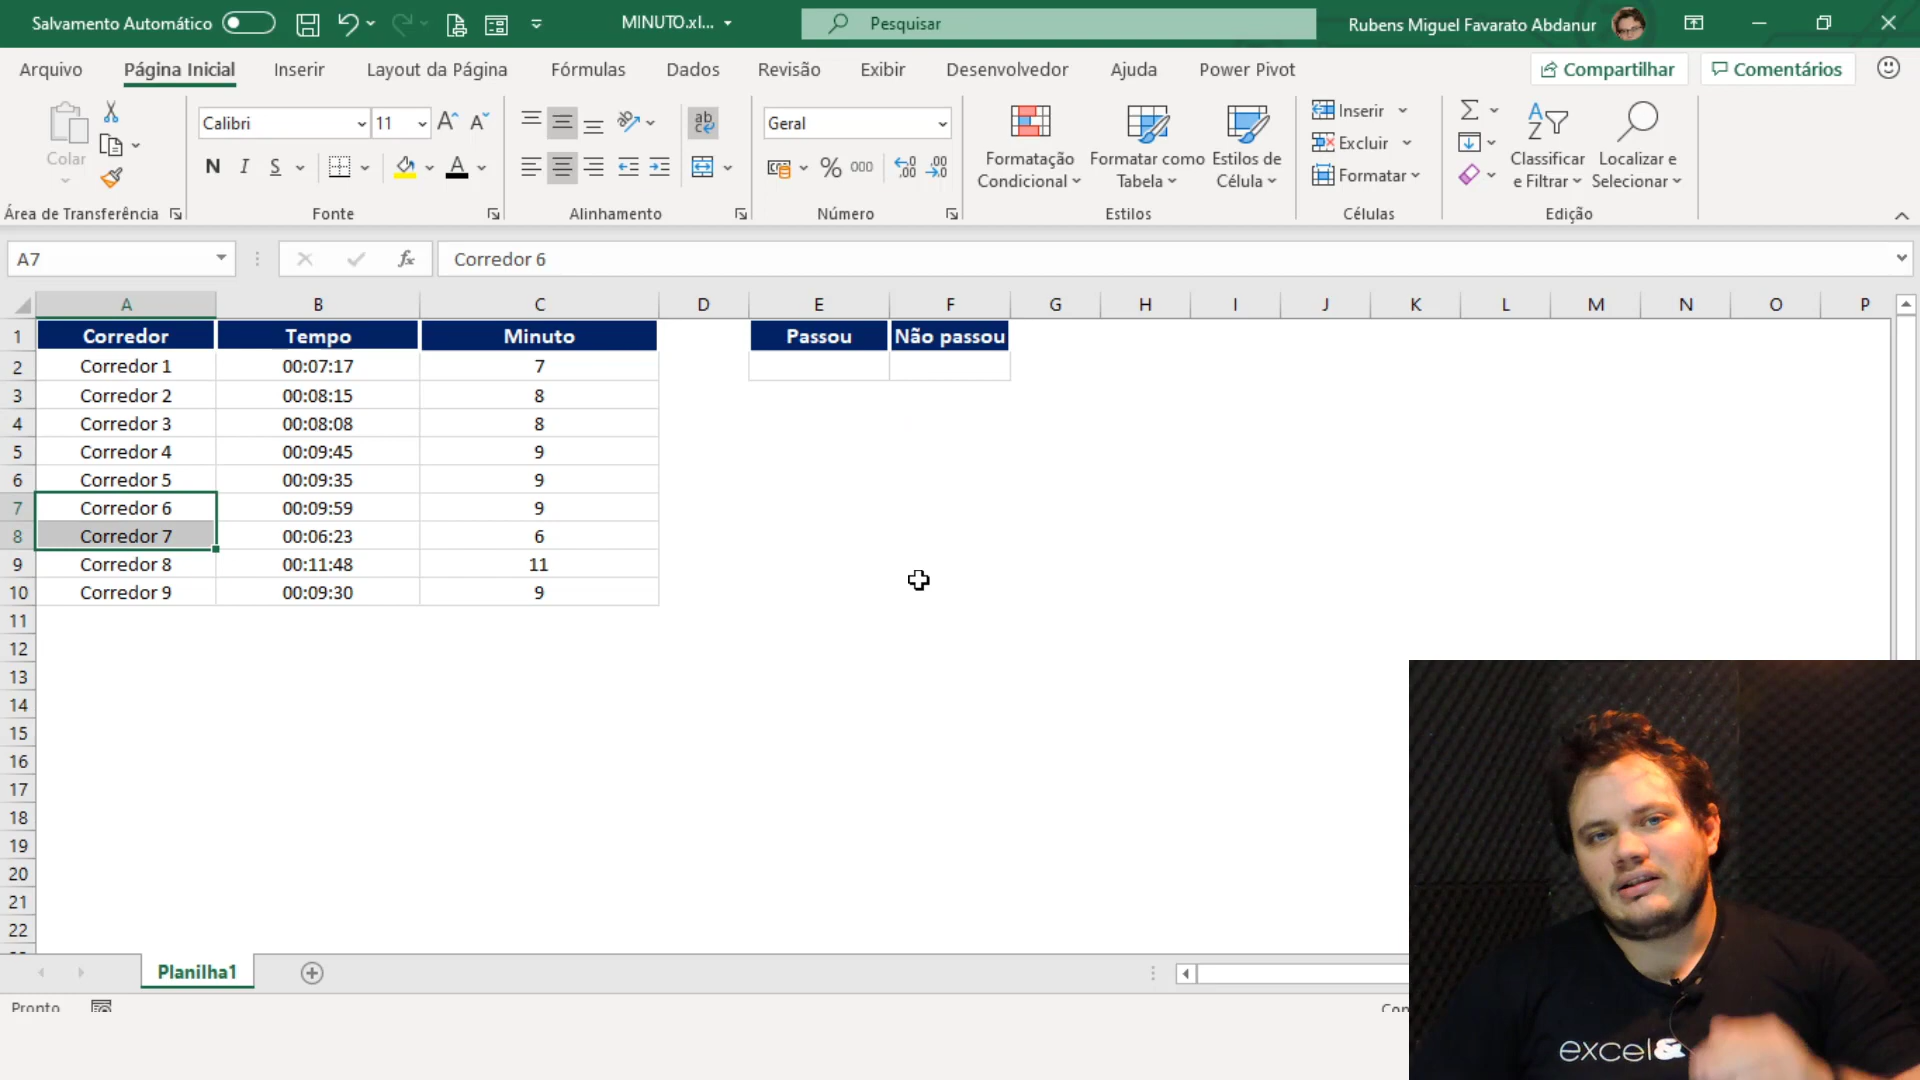 Salvamento Automático
MINUTO.xl...
Pesquisar
Rubens Miguel Favarato Abdanur
Arquivo
Página Inicial
Inserir
Layout da Página
Fórmulas
Dados
Revisão
Exibir
Desenvolvedor
Ajuda
Power Pivot
Compartilhar
Comentários
Colar
Calibri
11
N I S
Área de Transferência
Fonte
Alinhamento
Geral
% 000
Número
Formatação Condicional
Formatar como Tabela
Estilos de Célula
Estilos
Inserir
Excluir
Formatar
Células
Classificar e Filtrar
Localizar e Selecionar
Edição
A7
fx
Corredor 6
A B C D E F G H I J K L M N O P
1 Corredor Tempo Minuto Passou Não passou
2 Corredor 1 00:07:17 7
3 Corredor 2 00:08:15 8
4 Corredor 3 00:08:08 8
5 Corredor 4 00:09:45 9
6 Corredor 5 00:09:35 9
7 Corredor 6 00:09:59 9
8 Corredor 7 00:06:23 6
9 Corredor 8 00:11:48 11
10 Corredor 9 00:09:30 9
11
12
13
14
15
16
17
18
19
20
21
22
Planilha1
Pronto
excel&